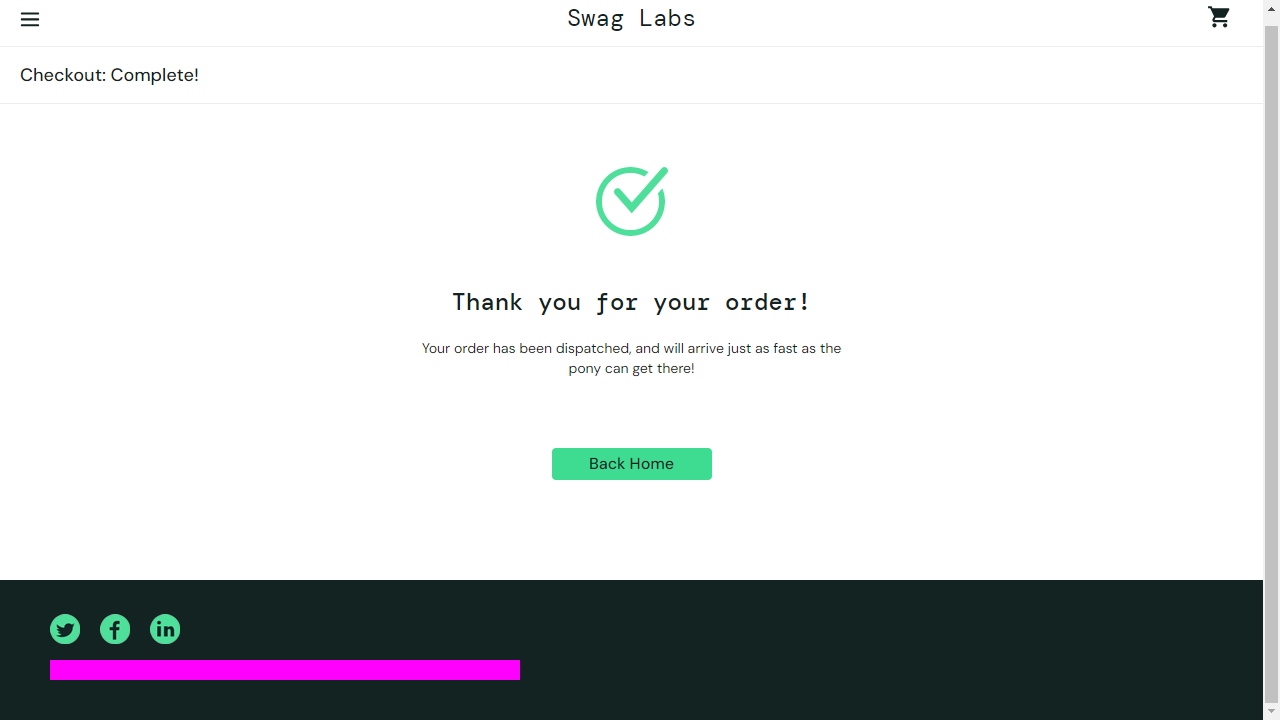 Swag Labs
Checkout: Complete!
Thank you for your order!
Your order has been dispatched, and will arrive just as fast as the
pony can get there!
Back Home